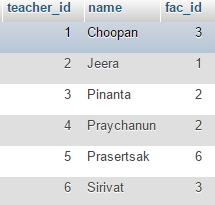 teacher_id name fac_id
1 Choopan 3
2 Jeera 1
3 Pinanta 2
4 Praychanun 2
5 Prasertsak 6
6 Sirivat 3